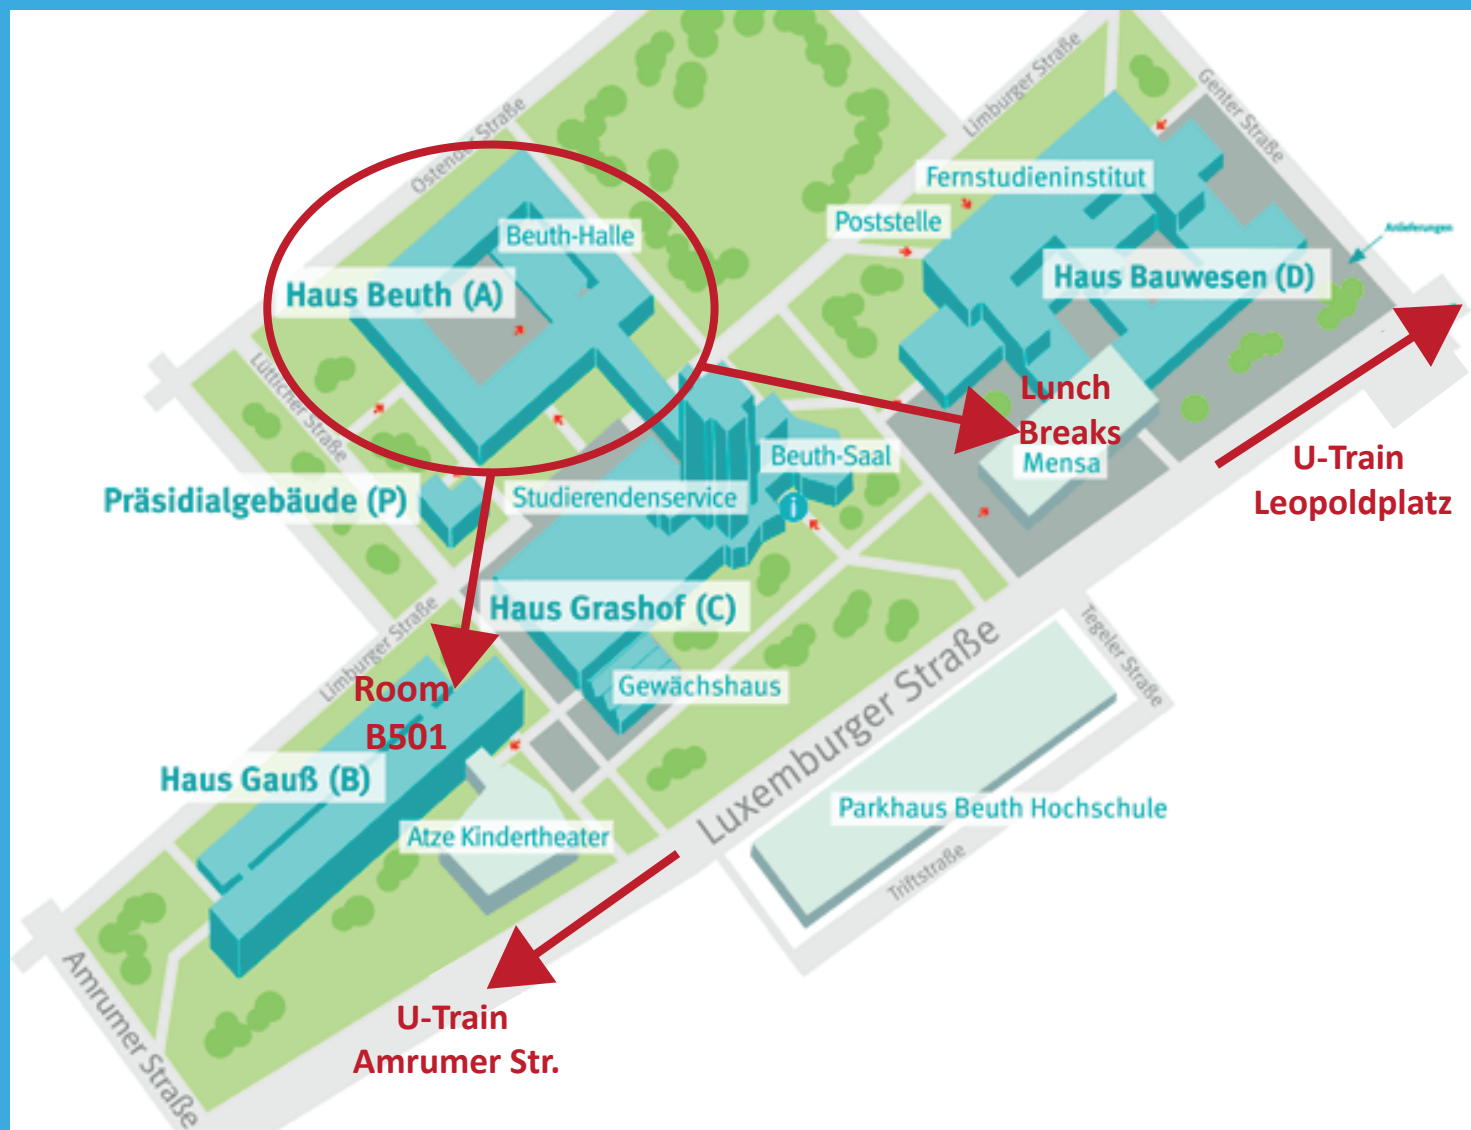 Ostender Straße
Limburger Straße
Genter Straße
Fernstudieninstitut
Poststelle
Beuth-Halle
Anlieferungen
Haus Beuth (A)
Haus Bauwesen (D)
Lütticher Straße
Lunch
Breaks
Mensa
Beuth-Saal
U-Train
Leopoldplatz
Präsidialgebäude (P)
Studierendenservice
i
Haus Grashof (C)
Limburger Straße
Tegeler Straße
Luxemburger Straße
Room
B501
Gewächshaus
Haus Gauß (B)
Parkhaus Beuth Hochschule
Atze Kindertheater
Triftstraße
Amrumer Straße
U-Train
Amrumer Str.